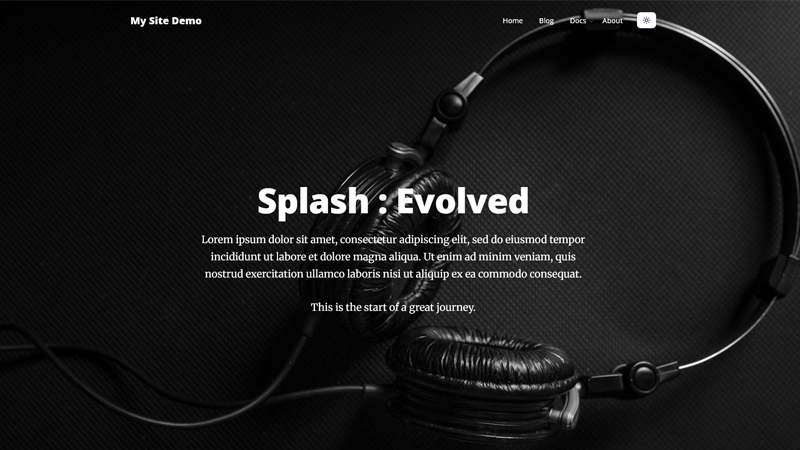 My Site Demo
Home Blog Docs About
Splash : Evolved
Lorem ipsum dolor sit amet, consectetur adipiscing elit, sed do eiusmod tempor
incididunt ut labore et dolore magna aliqua. Ut enim ad minim veniam, quis
nostrud exercitation ullamco laboris nisi ut aliquip ex ea commodo consequat.
This is the start of a great journey.